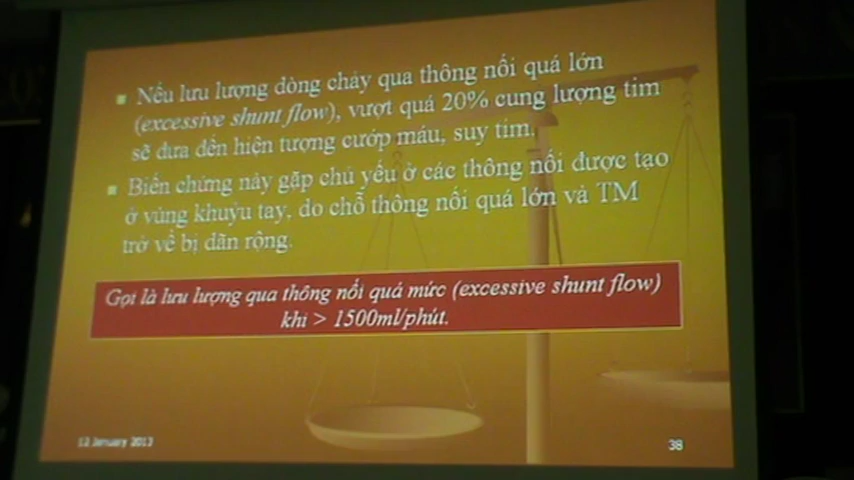 Nếu lưu lượng dòng chảy qua thông nối quá lớn
(excessive shunt flow), vượt quá 20% cung lượng tim
sẽ đưa đến hiện tượng cướp máu, suy tim.
Biến chứng này gặp chủ yếu ở các thông nối được tạo
ở vùng khuỷu tay, do chỗ thông nối quá lớn và TM
trở về bị dãn rộng.
Gọi là lưu lượng qua thông nối quá mức (excessive shunt flow)
khi > 1500ml/phút.
January 2013
38